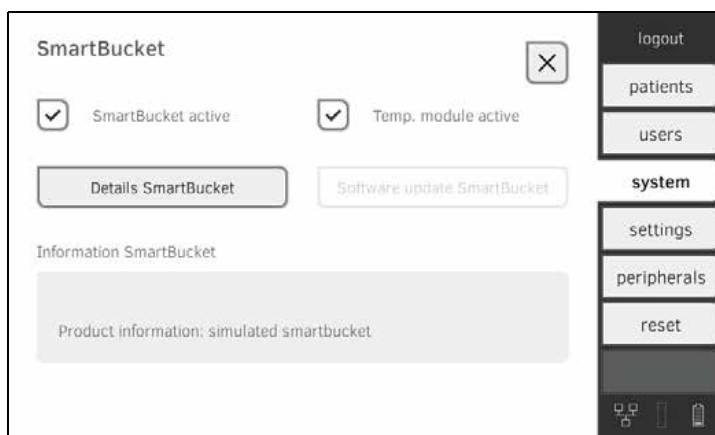 SmartBucket
SmartBucket active
Temp. module active
Details SmartBucket
Software update SmartBucket
Information SmartBucket
Product information: simulated smartbucket
logout
patients
users
system
settings
peripherals
reset